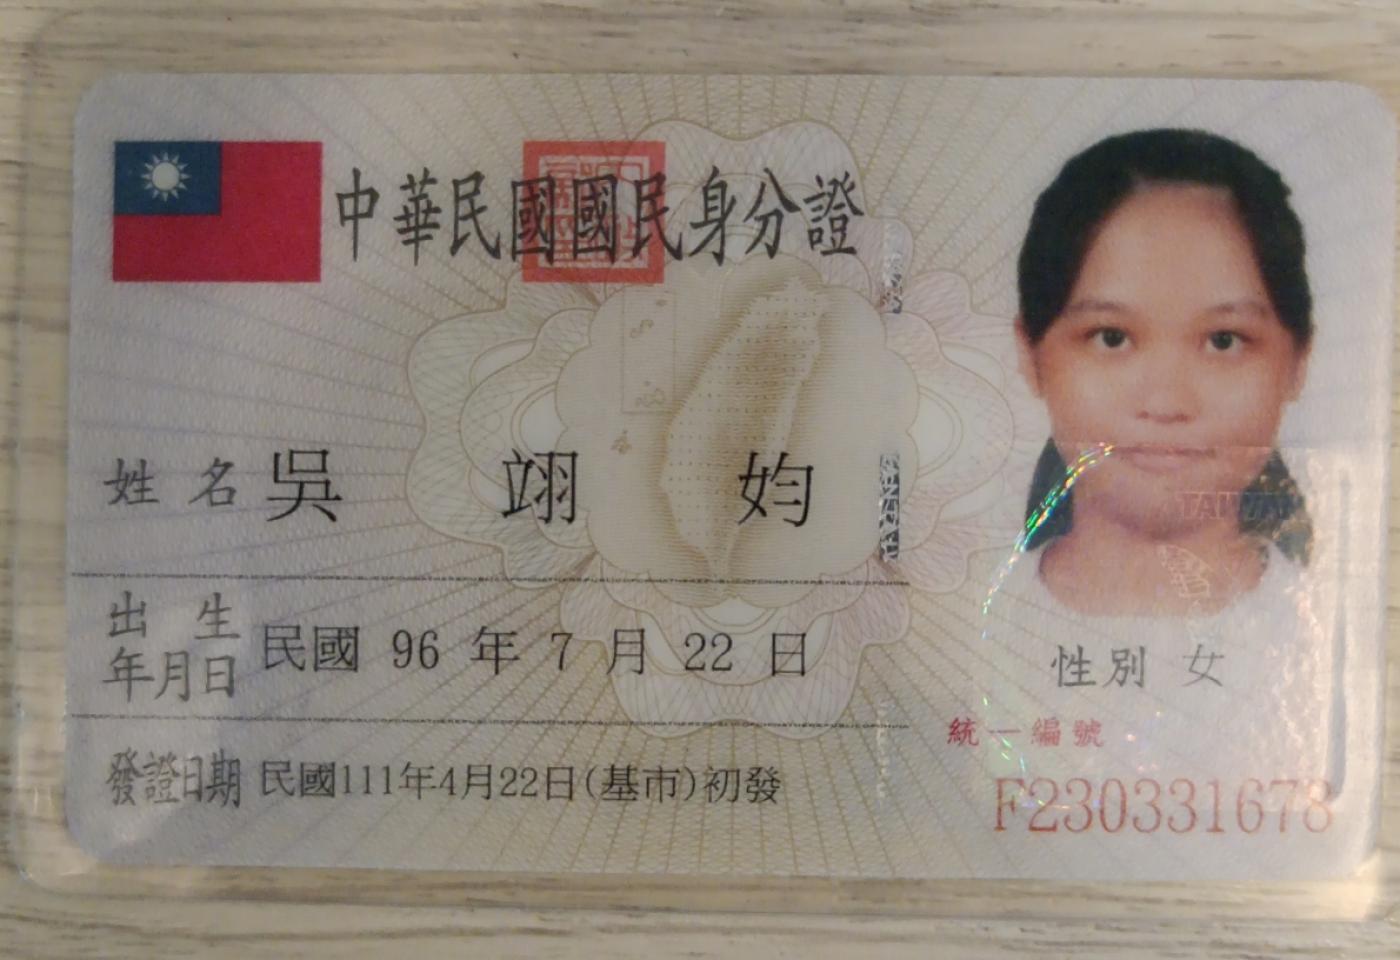 中華民國國民身分證
姓名 吳翊妁
出生年月日 民國 96 年 7 月 22 日
發證日期 民國111年4月22日(基市)初發
TAIWAN
性別 女
統一編號
F230331678